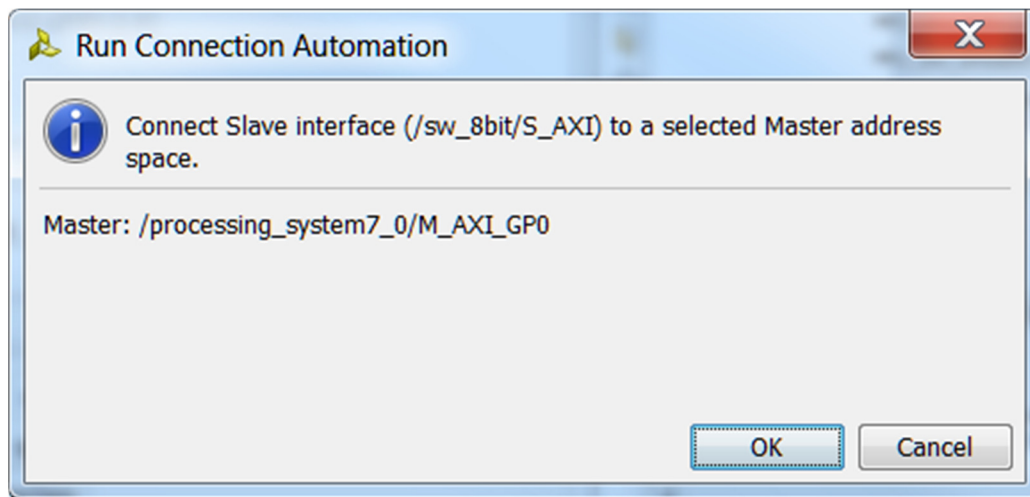 Run Connection Automation
Connect Slave interface (/sw_8bit/S_AXI) to a selected Master address
space.
Master: /processing_system7_0/M_AXI_GP0
OK Cancel